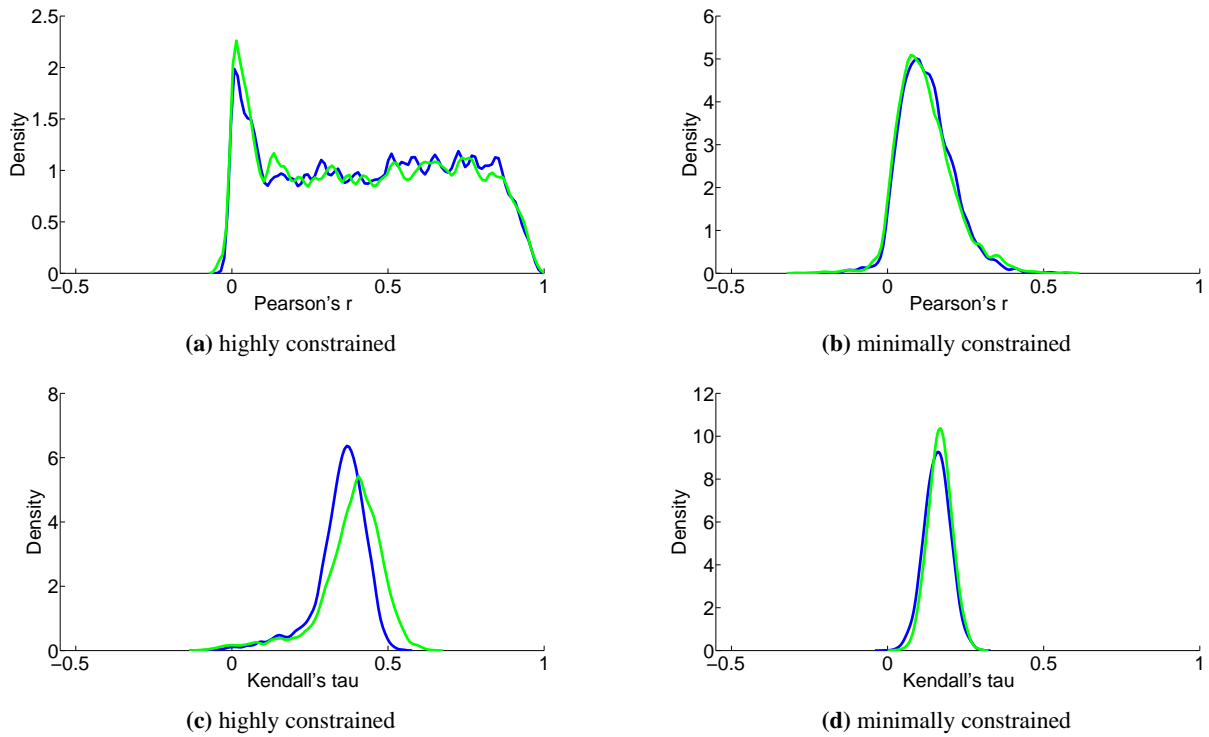 2.5
2
1.5
1
0.5
0
Density
−0.5 0 0.5 1
Pearson's r
(a) highly constrained
6
5
4
3
2
1
0
Density
−0.5 0 0.5 1
Pearson's r
(b) minimally constrained
8
6
4
2
0
Density
−0.5 0 0.5 1
Kendall's tau
(c) highly constrained
12
10
8
6
4
2
0
Density
−0.5 0 0.5 1
Kendall's tau
(d) minimally constrained